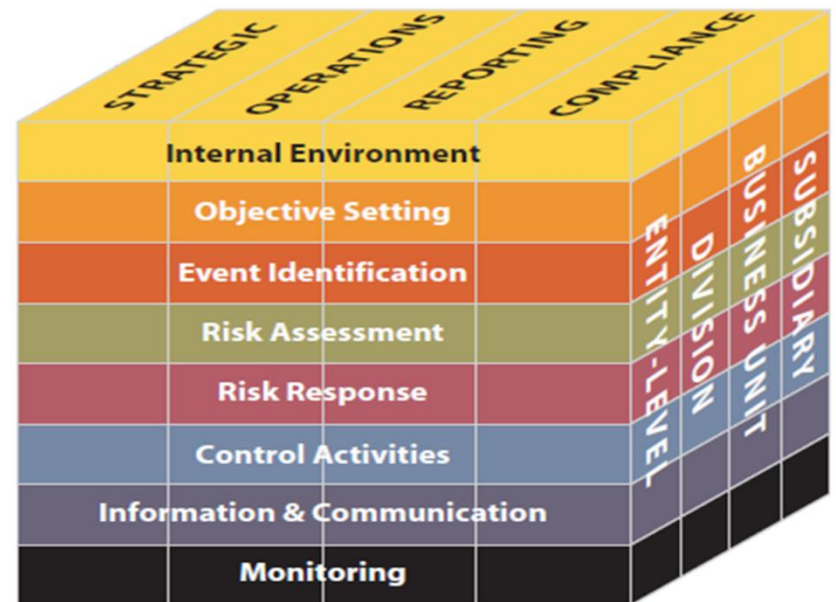 STRATEGIC
OPERATIONS
REPORTING
COMPLIANCE
Internal Environment
Objective Setting
Event Identification
Risk Assessment
Risk Response
Control Activities
Information & Communication
Monitoring
ENTITY-LEVEL
DIVISION
BUSINESS UNIT
SUBSIDIARY